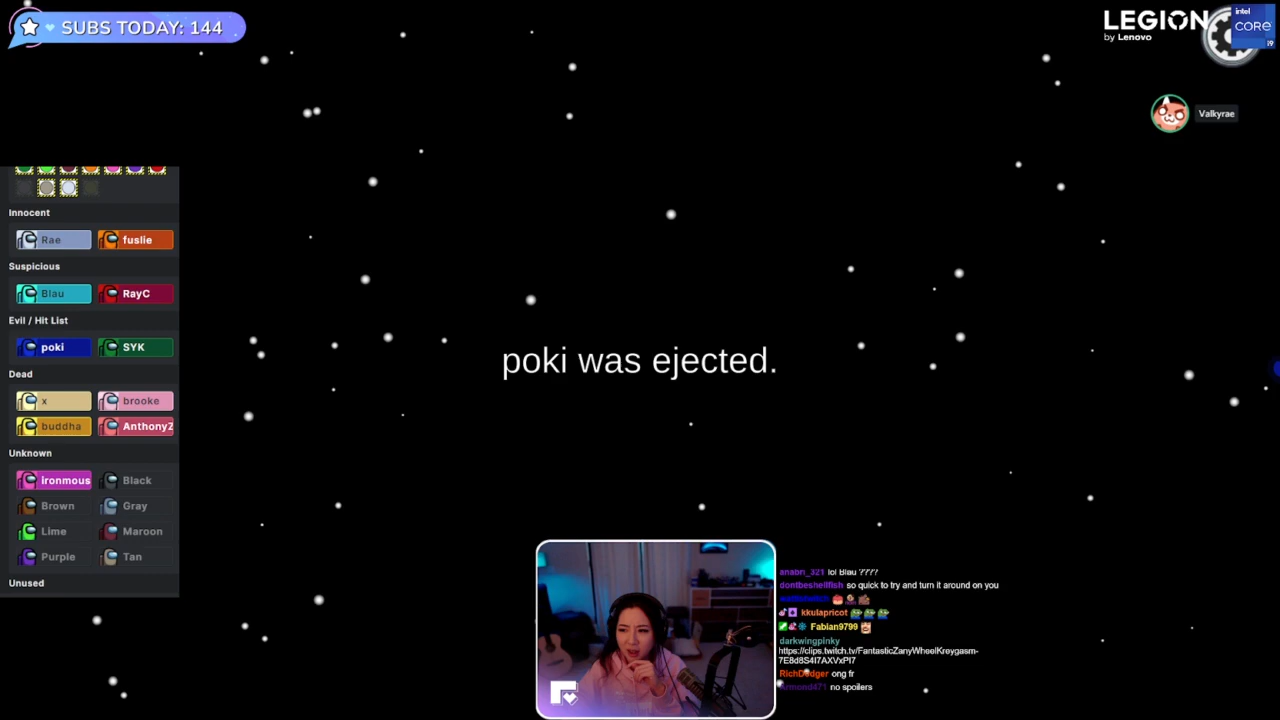 SUBS TODAY: 144
LEGION
by Lenovo
intel
CORE
i9
Valkyrae
Innocent
Rae
fuslie
Suspicious
Blau
RayC
Evil / Hit List
poki
SYK
Dead
x
brooke
buddha
AnthonyZ
Unknown
ironmous
Black
Brown
Gray
Lime
Maroon
Purple
Tan
Unused
poki was ejected.
anabri_321 lol Blau ????
dontbeshellfish so quick to try and turn it around on you
kkulapricot
Fabian9799
darkwingpinky
https://clips.twitch.tv/FantasticZanyWheelKreygasm-
7E8d8S4I7AXVxPI7
ong fr
Armond471 no spoilers